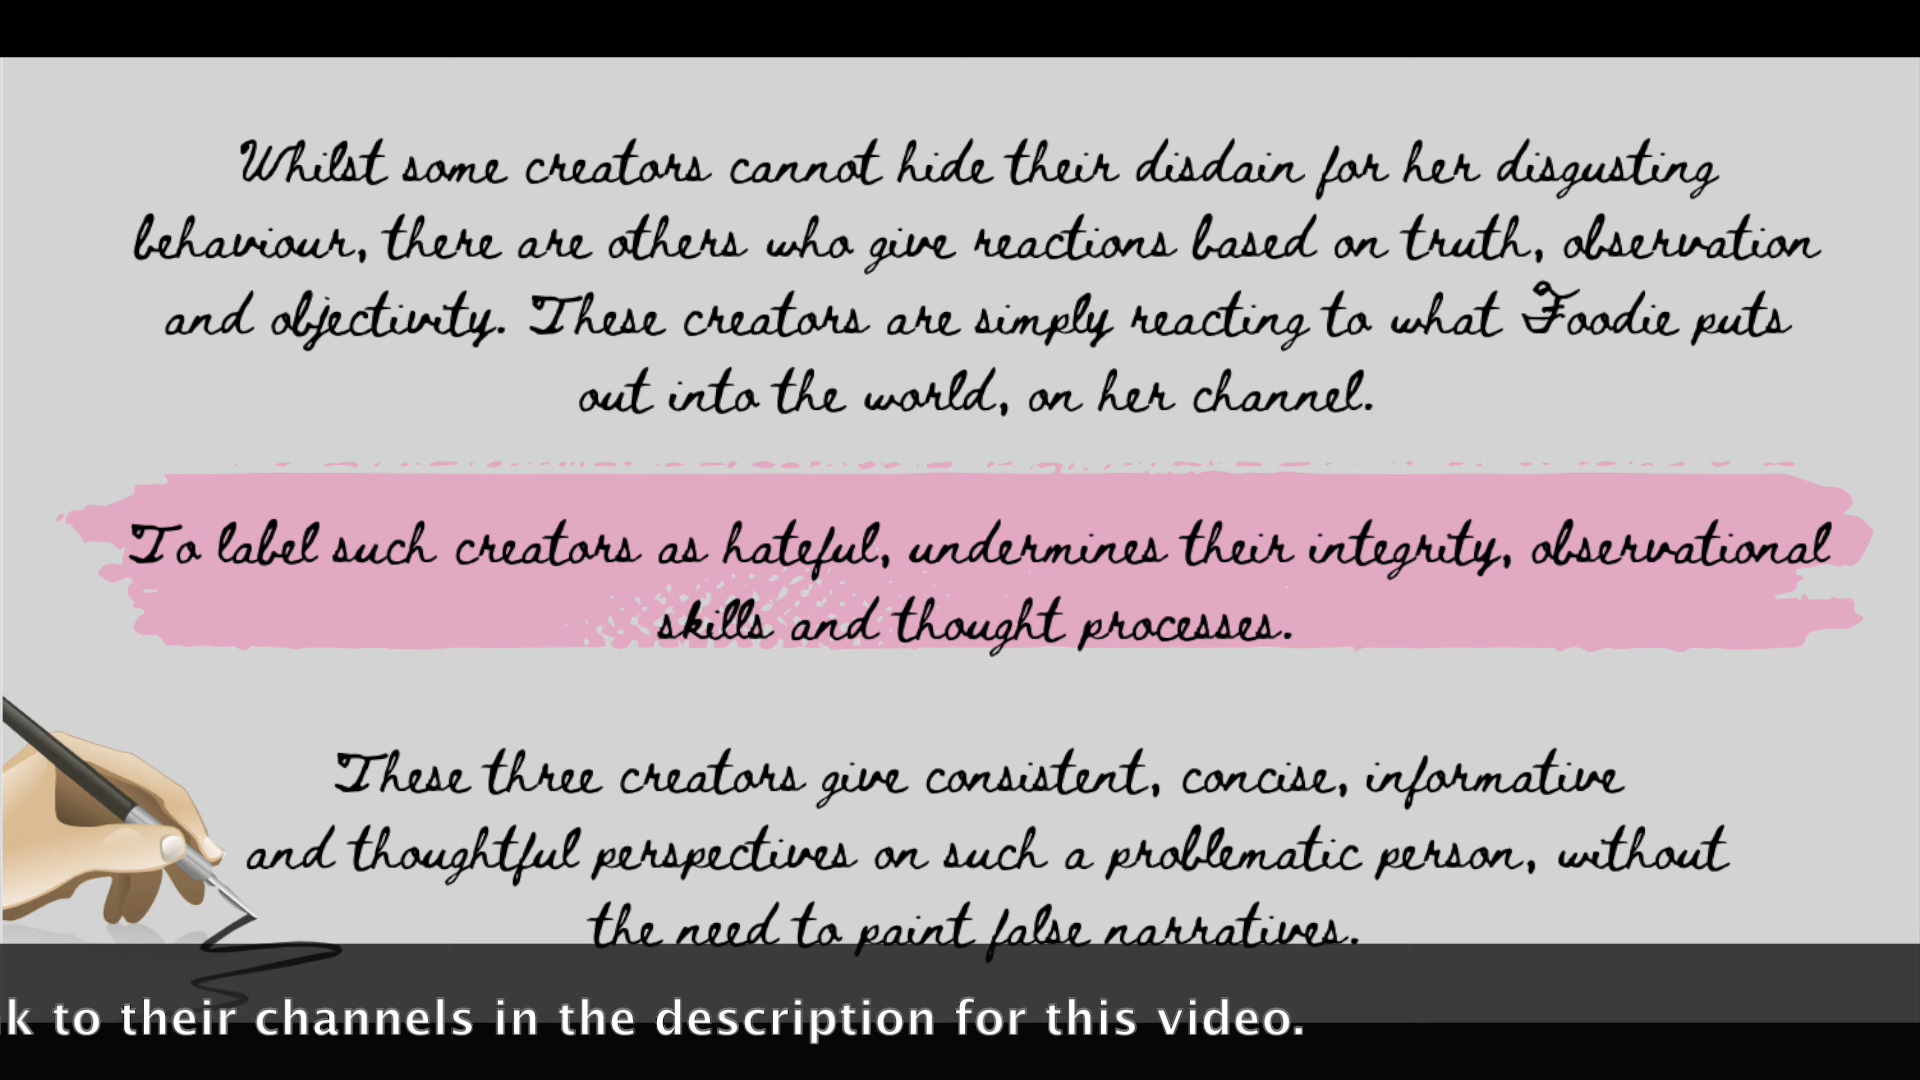 Whilst some creators cannot hide their disdain for her disgusting
behaviour, there are others who give reactions based on truth, observation
and objectivity. These creators are simply reacting to what Foodie puts
out into the world, on her channel.
To label such creators as hateful, undermines their integrity, observational
skills and thought processes.
These three creators give consistent, concise, informative
and thoughtful perspectives on such a problematic person, without
the need to paint false narratives.
k to their channels in the description for this video.